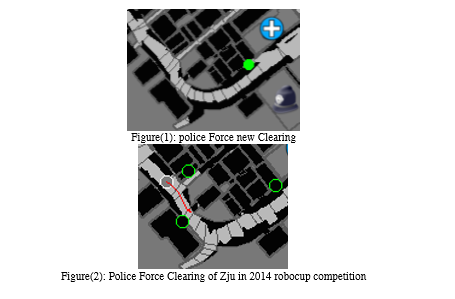 Figure(1): police Force new Clearing
Figure(2): Police Force Clearing of Zju in 2014 robocup competition